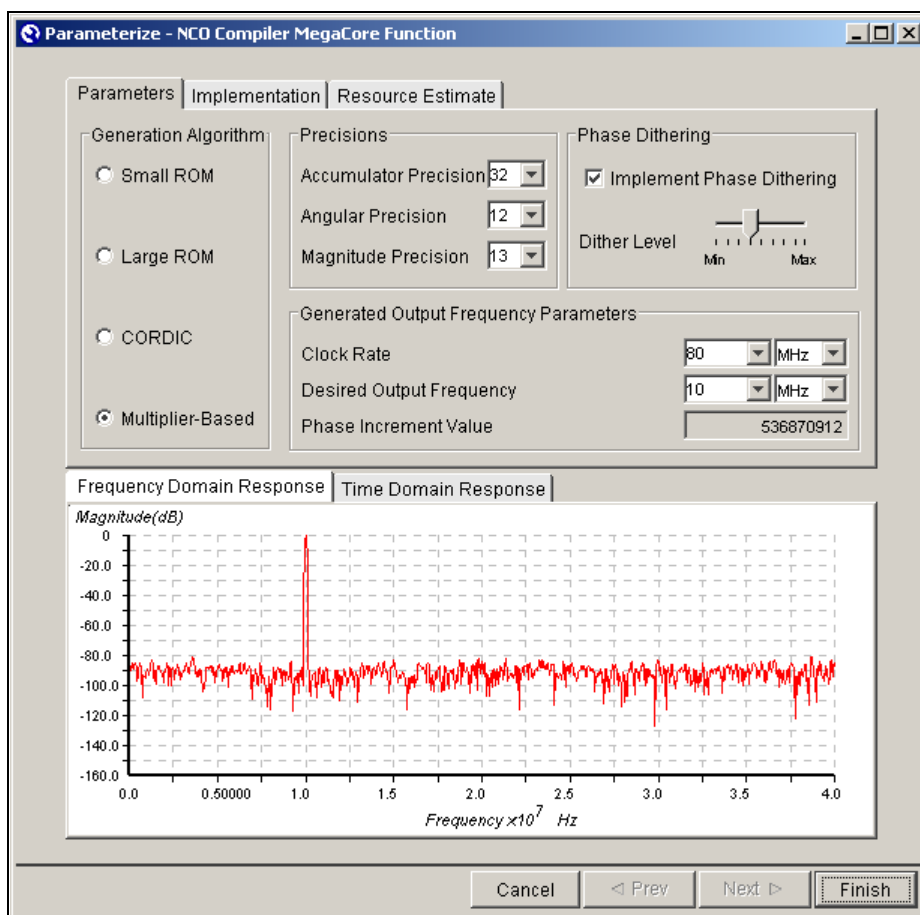 Parameterize - NCO Compiler MegaCore Function
Parameters Implementation Resource Estimate
Generation Algorithm
Small ROM
Large ROM
CORDIC
Multiplier-Based
Precisions
Accumulator Precision 32
Angular Precision 12
Magnitude Precision 13
Phase Dithering
Implement Phase Dithering
Dither Level
Min Max
Generated Output Frequency Parameters
Clock Rate 80 MHz
Desired Output Frequency 10 MHz
Phase Increment Value 536870912
Frequency Domain Response Time Domain Response
Magnitude(dB)
0
-20.0
-40.0
-60.0
-80.0
-100.0
-120.0
-140.0
-160.0
0.0 0.50000 1.0 1.5 2.0 2.5 3.0 3.5 4.0
Frequency x10^7 Hz
Cancel Prev Next Finish